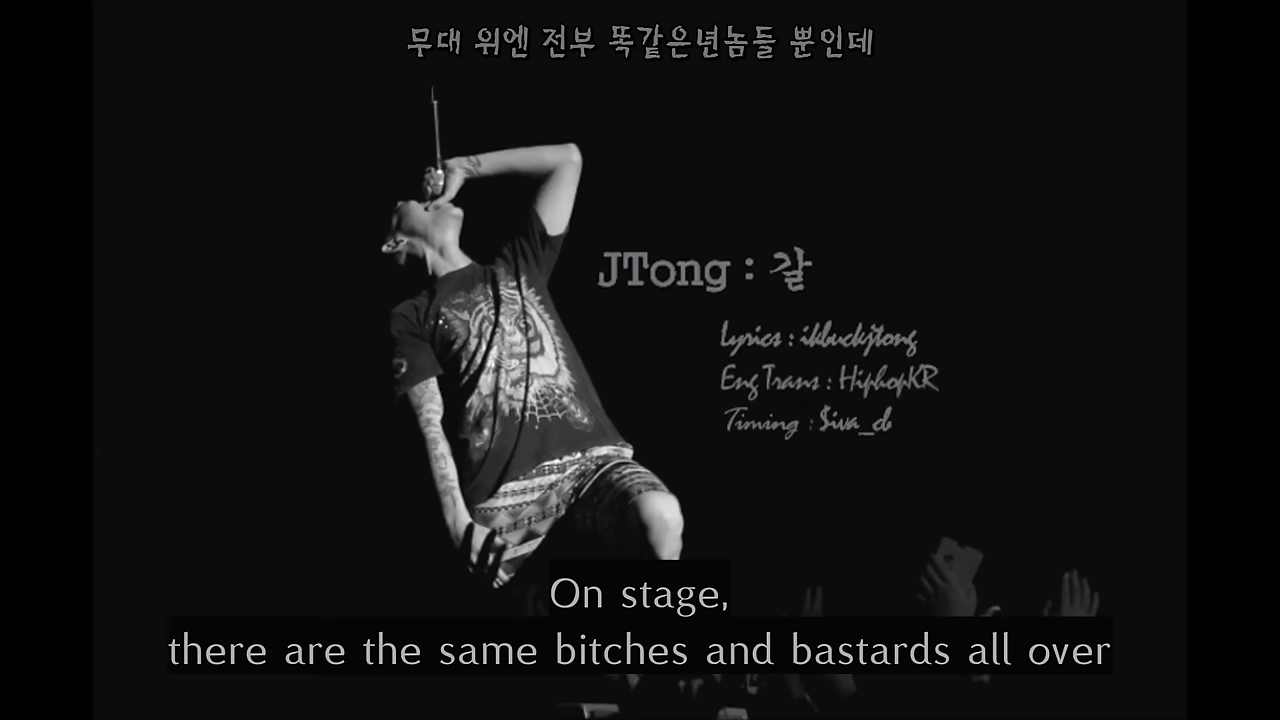 무대 위엔 전부 똑같은년놈들 뿐인데
JTong : 갈
Lyrics : ikbuckjtong
Eng Trans : HiphopKR
Timing : $iva_d
On stage,
there are the same bitches and bastards all over